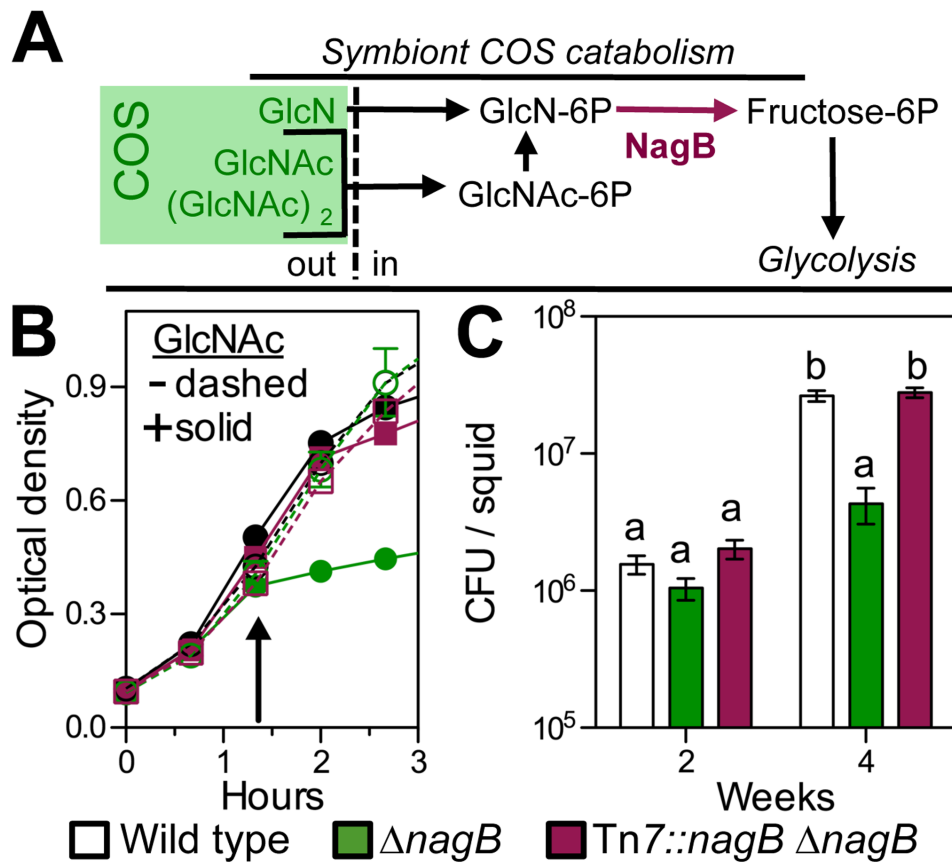 A
Symbiont COS catabolism
COS
GlcN
GlcN-6P
Fructose-6P
NagB
GlcNAc
(GlcNAc)2
GlcNAc-6P
out
in
Glycolysis
B
GlcNAc
- dashed
+ solid
Optical density
0.9
0.6
0.3
0.0
0
1
2
3
Hours
C
CFU / squid
10^8
10^7
10^6
10^5
a
a
a
b
a
b
2
4
Weeks
Wild type
ΔnagB
Tn7::nagB ΔnagB